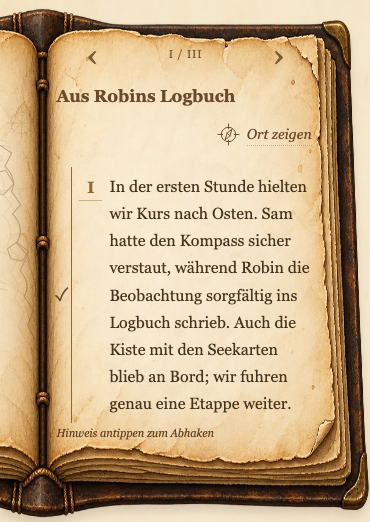 I / III
Aus Robins Logbuch
Ort zeigen
I
In der ersten Stunde hielten
wir Kurs nach Osten. Sam
hatte den Kompass sicher
verstaut, während Robin die
Beobachtung sorgfältig ins
Logbuch schrieb. Auch die
Kiste mit den Seekarten
blieb an Bord; wir fuhren
genau eine Etappe weiter.
Hinweis antippen zum Abhaken